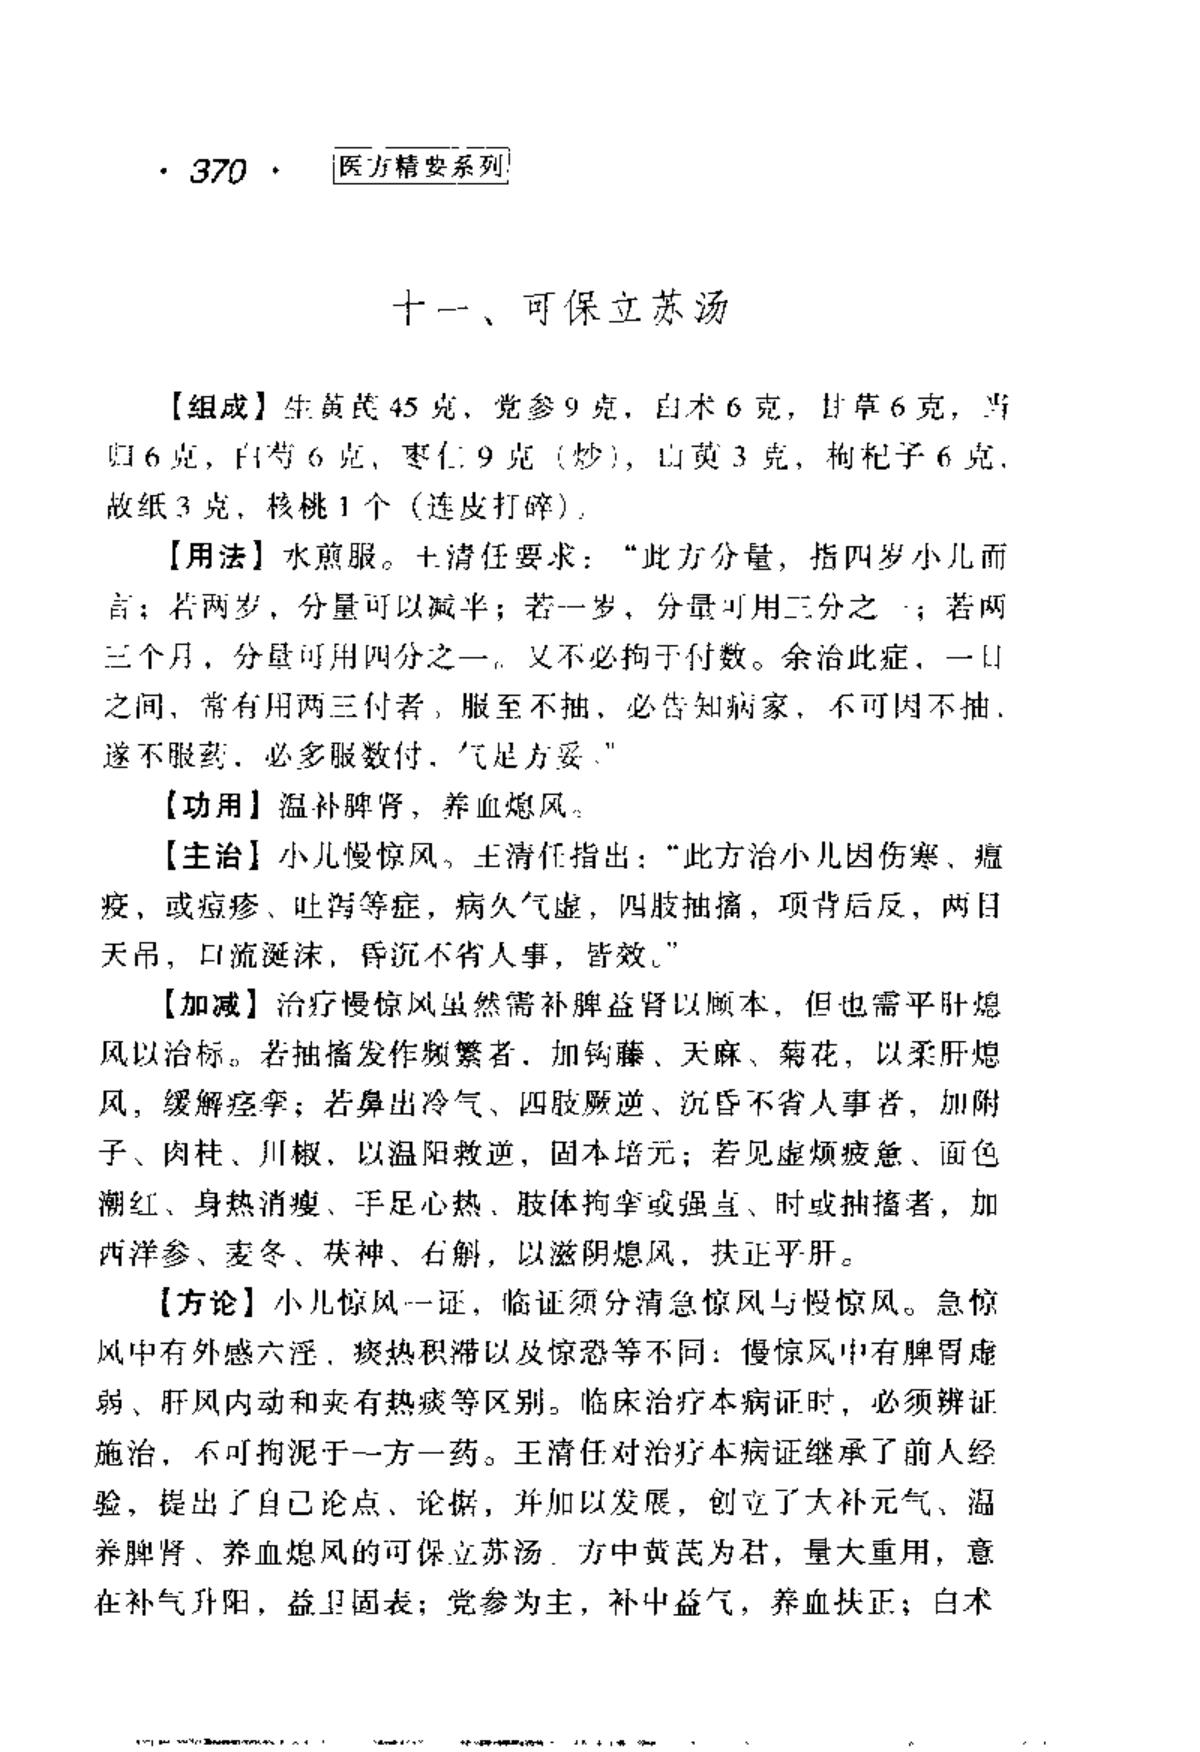 · 370 · 医方精要系列
十一、可保立苏汤
【组成】生黄芪 45 克，党参 9 克，白术 6 克，甘草 6 克，当
归 6 克，白芍 6 克，枣仁 9 克（炒），山萸 3 克，枸杞子 6 克，
故纸 3 克，核桃 1 个（连皮打碎）。
【用法】水煎服。王清任要求：“此方分量，指四岁小儿而
言；若两岁，分量可以减半；若一岁，分量可用三分之一；若两
三个月，分量可用四分之一。又不必拘于付数。余治此症，一日
之间，常有用两三付者。服至不抽，必告知病家，不可因不抽，
遂不服药，必多服数付，气足方妥。”
【功用】温补脾肾，养血熄风。
【主治】小儿慢惊风。王清任指出：“此方治小儿因伤寒、瘟
疫，或痘疹、吐泻等症，病久气虚，四肢抽搐，项背后反，两目
天吊，口流涎沫，昏沉不省人事，皆效。”
【加减】治疗慢惊风虽然需补脾益肾以顾本，但也需平肝熄
风以治标。若抽搐发作频繁者，加钩藤、天麻、菊花，以柔肝熄
风，缓解痉挛；若鼻出冷气、四肢厥逆、沉昏不省人事者，加附
子、肉桂、川椒，以温阳救逆，固本培元；若见虚烦疲惫、面色
潮红、身热消瘦、手足心热、肢体拘挛或强直、时或抽搐者，加
西洋参、麦冬、茯神、石斛，以滋阴熄风，扶正平肝。
【方论】小儿惊风一证，临证须分清急惊风与慢惊风。急惊
风中有外感六淫、痰热积滞以及惊恐等不同；慢惊风中有脾胃虚
弱、肝风内动和夹有热痰等区别。临床治疗本病证时，必须辨证
施治，不可拘泥于一方一药。王清任对治疗本病证继承了前人经
验，提出了自己论点、论据，并加以发展，创立了大补元气、温
养脾肾、养血熄风的可保立苏汤。方中黄芪为君，量大重用，意
在补气升阳，益卫固表；党参为主，补中益气，养血扶正；白术